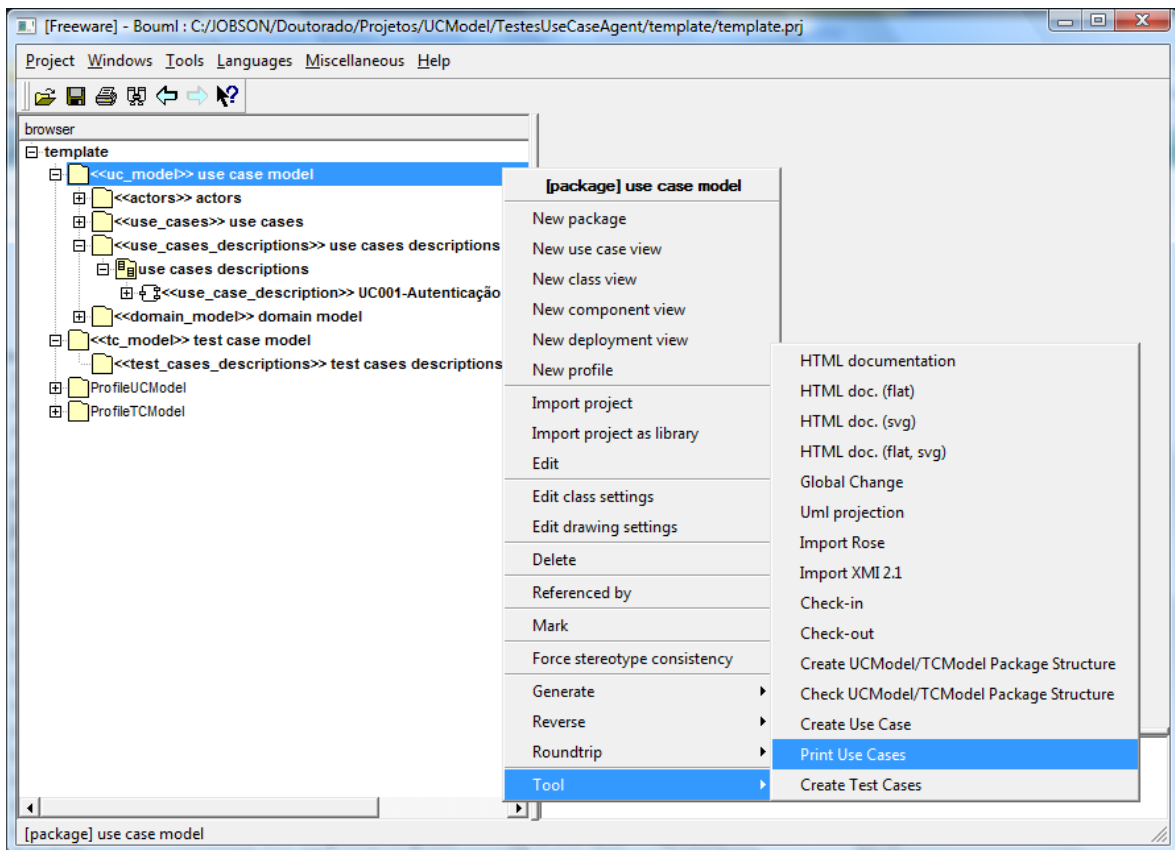 [Freeware] - Bouml : C:/JOBSON/Doutorado/Projetos/UCModel/TestesUseCaseAgent/template/template.prj
Project Windows Tools Languages Miscellaneous Help
browser
template
<<uc_model>> use case model
<<actors>> actors
<<use_cases>> use cases
<<use_cases_descriptions>> use cases descriptions
use cases descriptions
<<use_case_description>> UC001-Autenticação
<<domain_model>> domain model
<<tc_model>> test case model
<<test_cases_descriptions>> test cases descriptions
ProfileUCModel
ProfileTCModel
[package] use case model
New package
New use case view
New class view
New component view
New deployment view
New profile
Import project
Import project as library
Edit
Edit class settings
Edit drawing settings
Delete
Referenced by
Mark
Force stereotype consistency
Generate
Reverse
Roundtrip
Tool
HTML documentation
HTML doc. (flat)
HTML doc. (svg)
HTML doc. (flat, svg)
Global Change
Uml projection
Import Rose
Import XMI 2.1
Check-in
Check-out
Create UCModel/TCModel Package Structure
Check UCModel/TCModel Package Structure
Create Use Case
Print Use Cases
Create Test Cases
[package] use case model